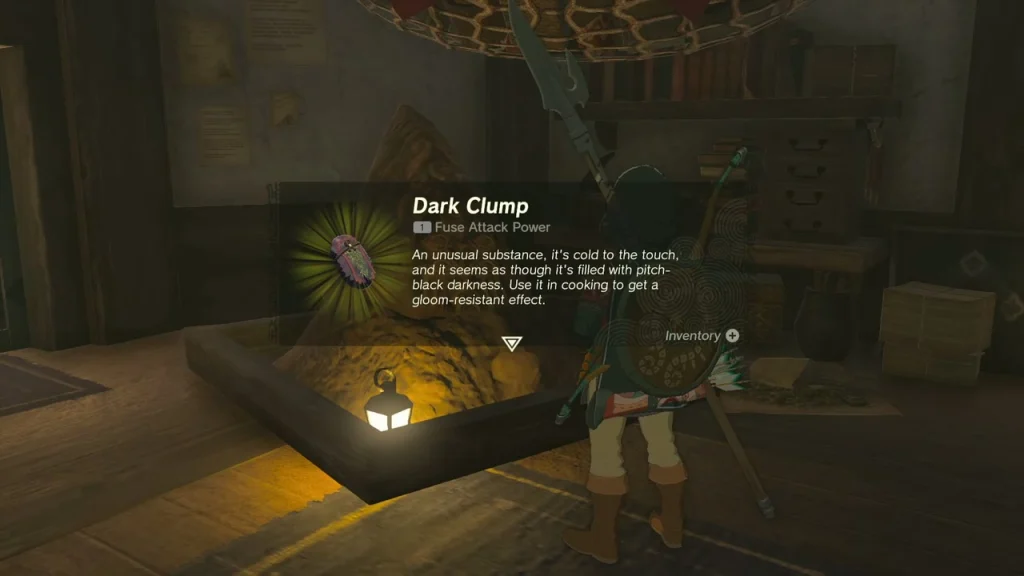 Dark Clump
1 Fuse Attack Power
An unusual substance, it's cold to the touch,
and it seems as though it's filled with pitch-
black darkness. Use it in cooking to get a
gloom-resistant effect.
Inventory